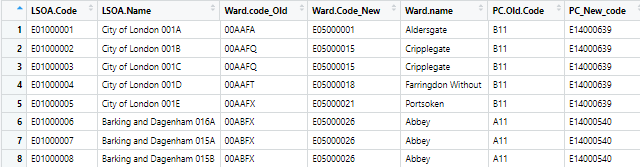 LSOA.Code LSOA.Name Ward.code_Old Ward.Code_New Ward.name PC.Old.Code PC_New_code
1 E01000001 City of London 001A 00AAFA E05000001 Aldersgate B11 E14000639
2 E01000002 City of London 001B 00AAFQ E05000015 Cripplegate B11 E14000639
3 E01000003 City of London 001C 00AAFQ E05000015 Cripplegate B11 E14000639
4 E01000004 City of London 001D 00AAFT E05000018 Farringdon Without B11 E14000639
5 E01000005 City of London 001E 00AAFX E05000021 Portsoken B11 E14000639
6 E01000006 Barking and Dagenham 016A 00ABFX E05000026 Abbey A11 E14000540
7 E01000007 Barking and Dagenham 015A 00ABFX E05000026 Abbey A11 E14000540
8 E01000008 Barking and Dagenham 015B 00ABFX E05000026 Abbey A11 E14000540